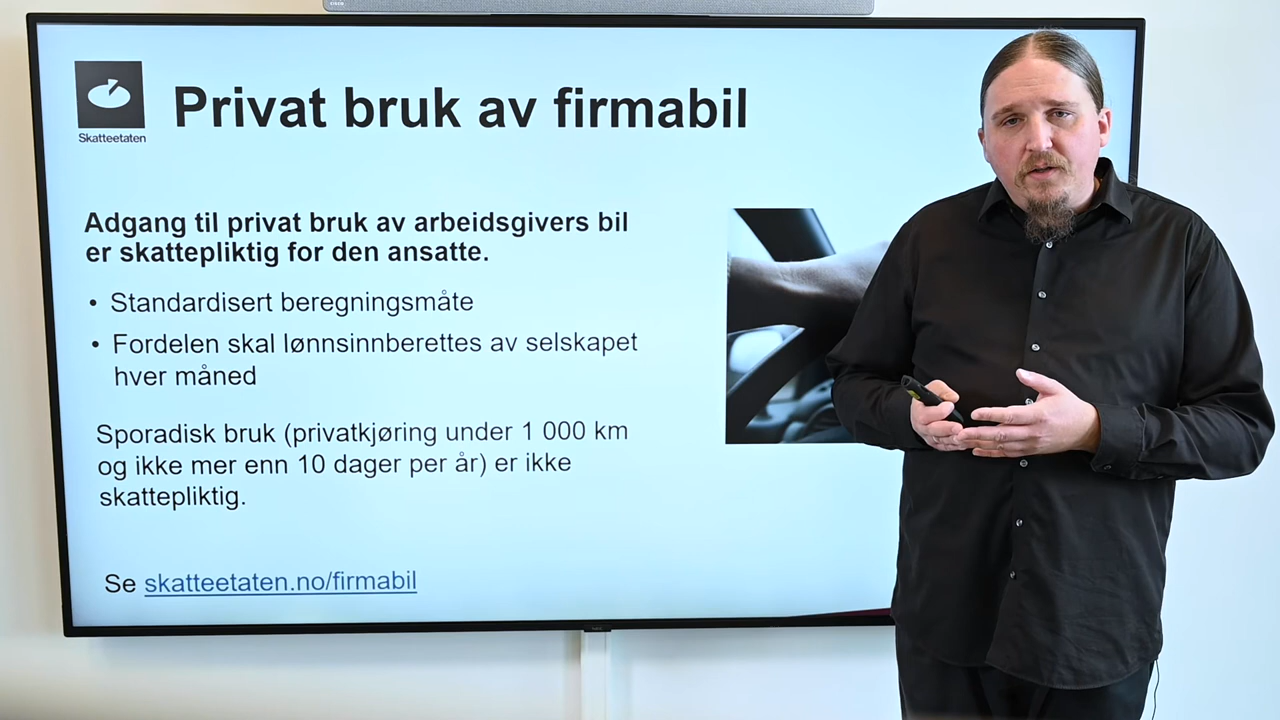 CISCO
Skatteetaten
Privat bruk av firmabil
Adgang til privat bruk av arbeidsgivers bil
er skattepliktig for den ansatte.
• Standardisert beregningsmåte
• Fordelen skal lønnsinnberettes av selskapet
hver måned
Sporadisk bruk (privatkjøring under 1 000 km
og ikke mer enn 10 dager per år) er ikke
skattepliktig.
Se skatteetaten.no/firmabil